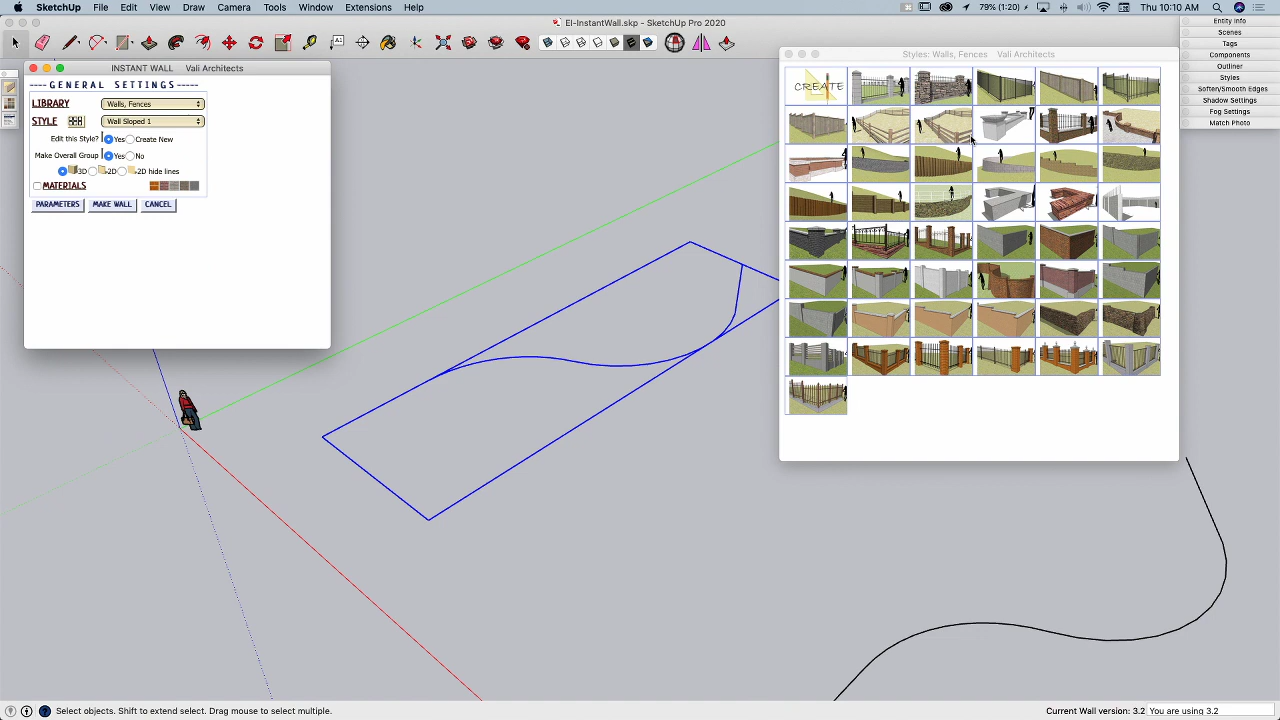 SketchUp File Edit View Draw Camera Tools Window Extensions Help
79% (1:20) Thu 10:10 AM
EI-InstantWall.skp - SketchUp Pro 2020
INSTANT WALL Vali Architects
----GENERAL SETTINGS-----
LIBRARY Walls, Fences
STYLE Wall Sloped 1
Edit this Style? Yes Create New
Make Overall Group Yes No
3D 2D 2D hide lines
MATERIALS
PARAMETERS MAKE WALL CANCEL
Styles: Walls, Fences Vali Architects
CREATE
Entity Info
Scenes
Tags
Components
Outliner
Styles
Soften/Smooth Edges
Shadow Settings
Fog Settings
Match Photo
Select objects. Shift to extend select. Drag mouse to select multiple.
Current Wall version: 3.2 You are using 3.2